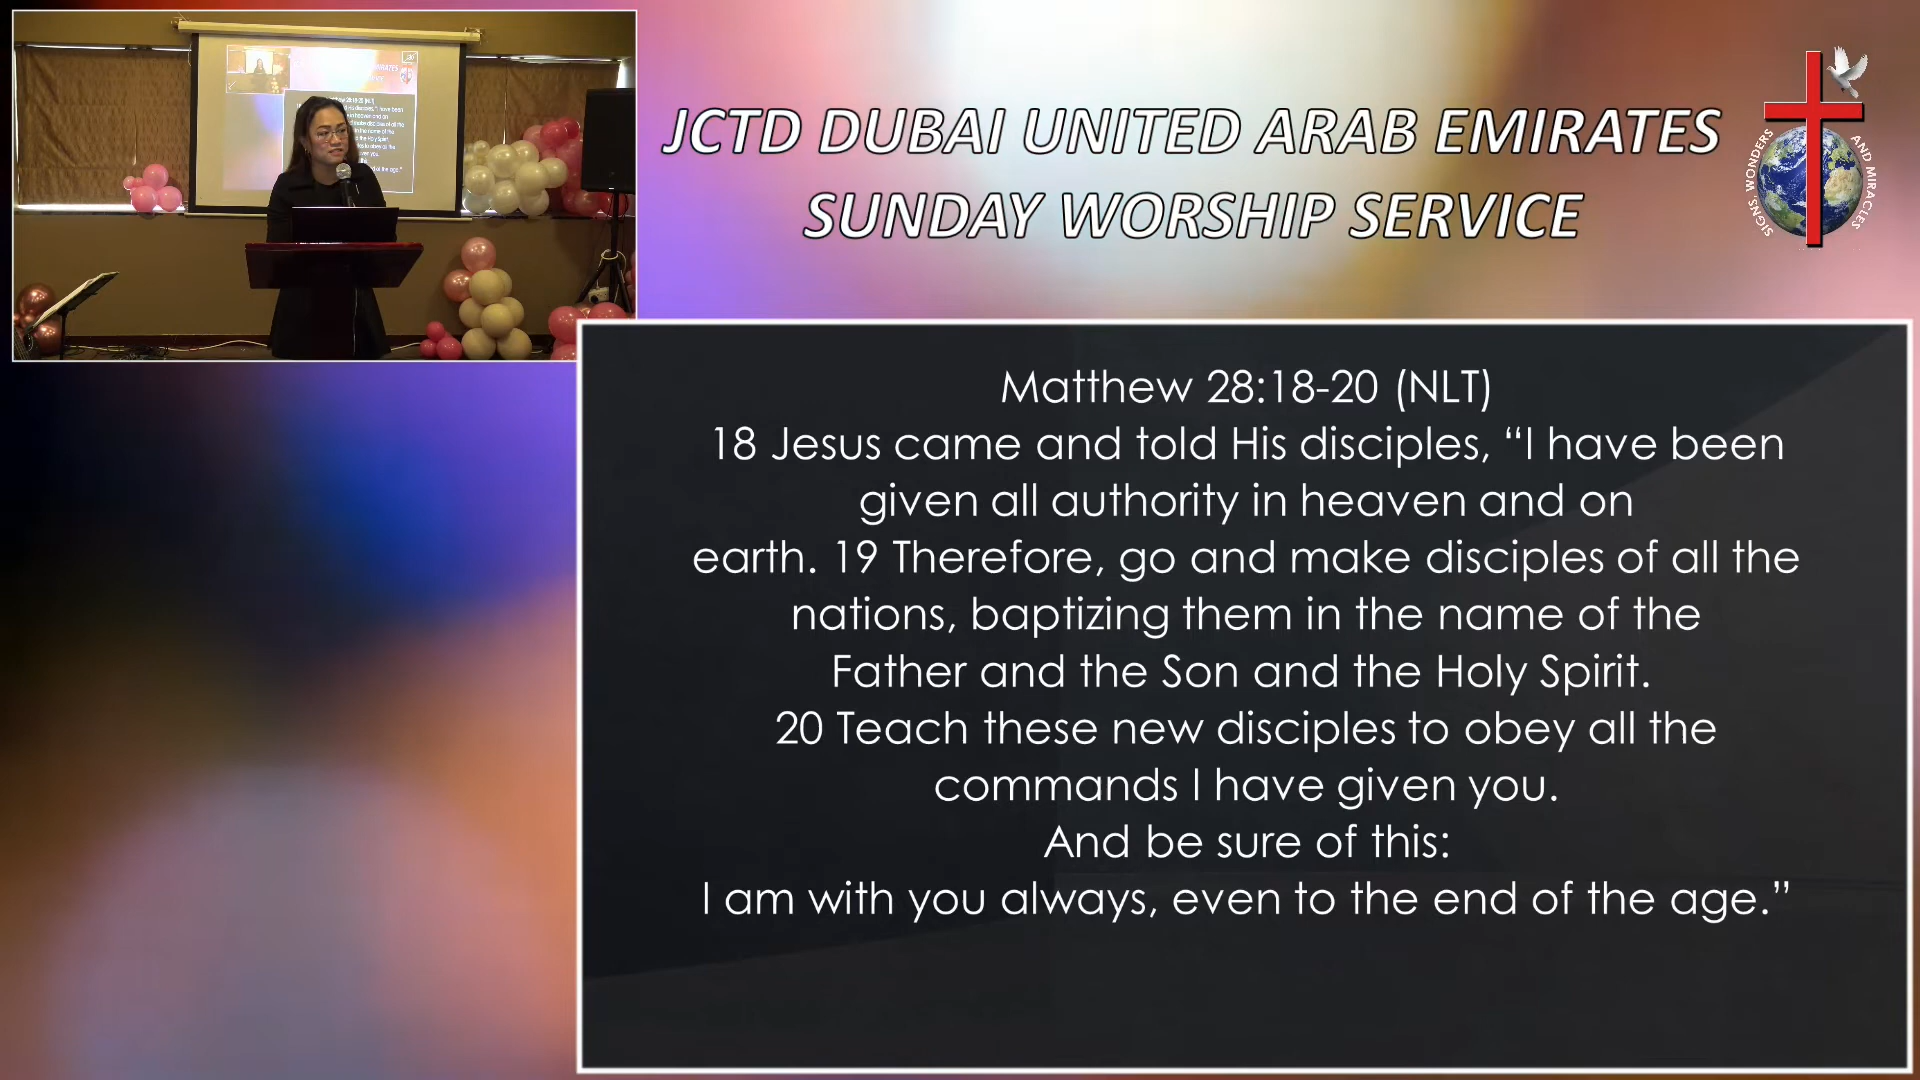 JCTD DUBAI UNITED ARAB EMIRATES
SUNDAY WORSHIP SERVICE
SIGNS, WONDERS AND MIRACLES
Matthew 28:18-20 (NLT)
18 Jesus came and told His disciples, “I have been
given all authority in heaven and on
earth. 19 Therefore, go and make disciples of all the
nations, baptizing them in the name of the
Father and the Son and the Holy Spirit.
20 Teach these new disciples to obey all the
commands I have given you.
And be sure of this:
I am with you always, even to the end of the age.”